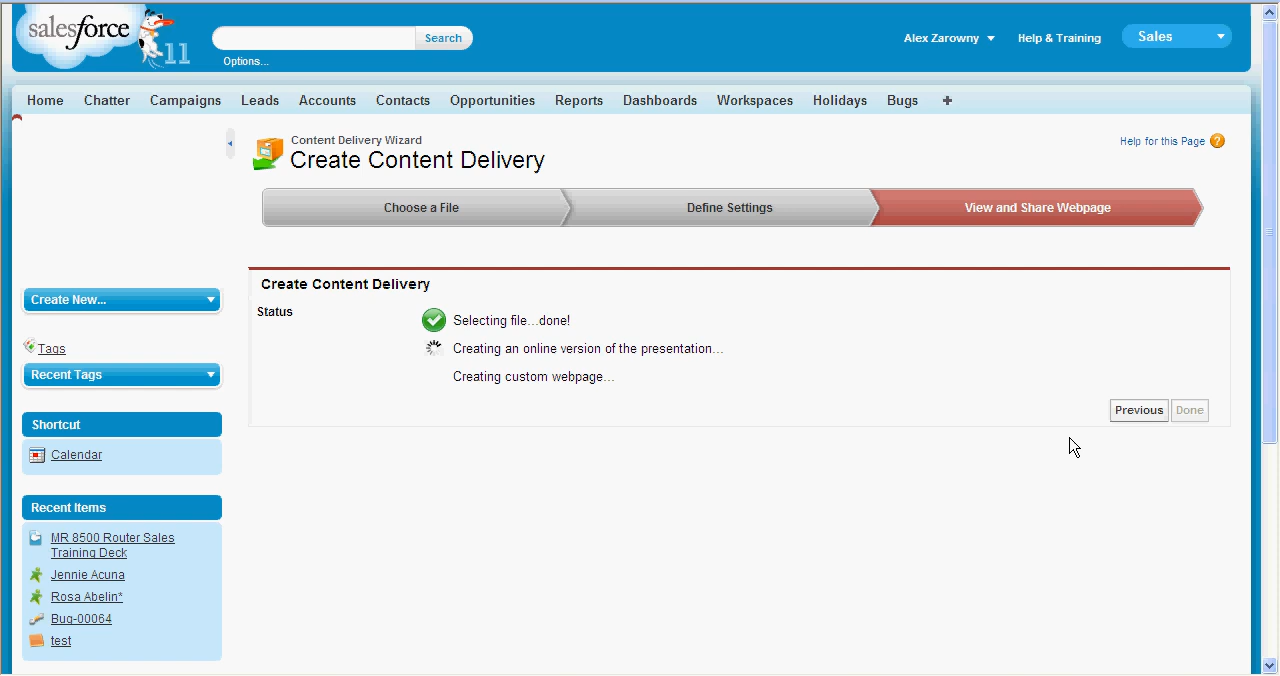 salesforce
11
Search
Options...
Alex Zarowny
Help & Training
Sales
Home
Chatter
Campaigns
Leads
Accounts
Contacts
Opportunities
Reports
Dashboards
Workspaces
Holidays
Bugs
+
Content Delivery Wizard
Create Content Delivery
Help for this Page ?
Choose a File
Define Settings
View and Share Webpage
Create Content Delivery
Status
Selecting file...done!
Creating an online version of the presentation...
Creating custom webpage...
Previous
Done
Create New...
Tags
Recent Tags
Shortcut
Calendar
Recent Items
MR 8500 Router Sales
Training Deck
Jennie Acuna
Rosa Abelin*
Bug-00064
test